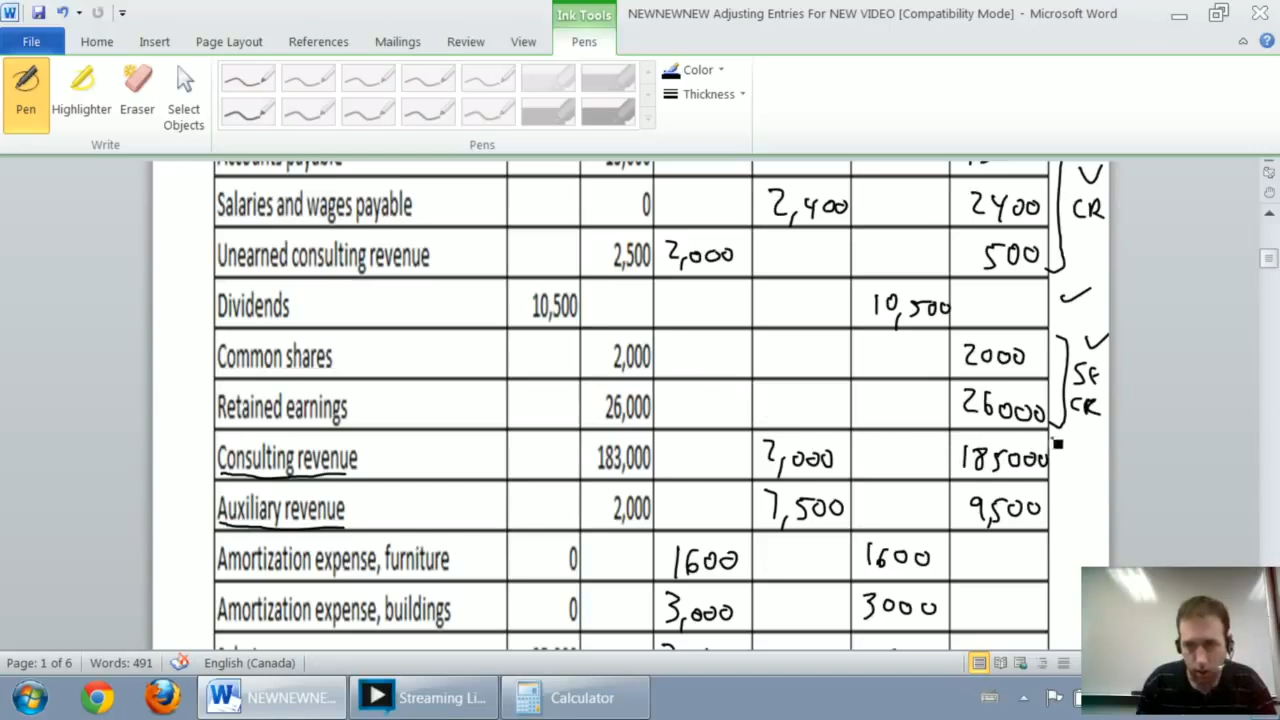 NEWNEWNEW Adjusting Entries For NEW VIDEO [Compatibility Mode] - Microsoft Word
Ink Tools
File Home Insert Page Layout References Mailings Review View Pens
Pen Highlighter Eraser Select Objects
Color
Thickness
Write Pens
Accounts payable
Salaries and wages payable 0 2,400 2400
V
CR
Unearned consulting revenue 2,500 2,000 500
Dividends 10,500 10,500
Common shares 2,000 2000
SE
Retained earnings 26,000 26000 CR
Consulting revenue 183,000 2,000 185000
Auxiliary revenue 2,000 7,500 9,500
Amortization expense, furniture 0 1600 1600
Amortization expense, buildings 0 3,000 3000
Page: 1 of 6 Words: 491 English (Canada)
NEWNEWNE... Streaming Li... Calculator